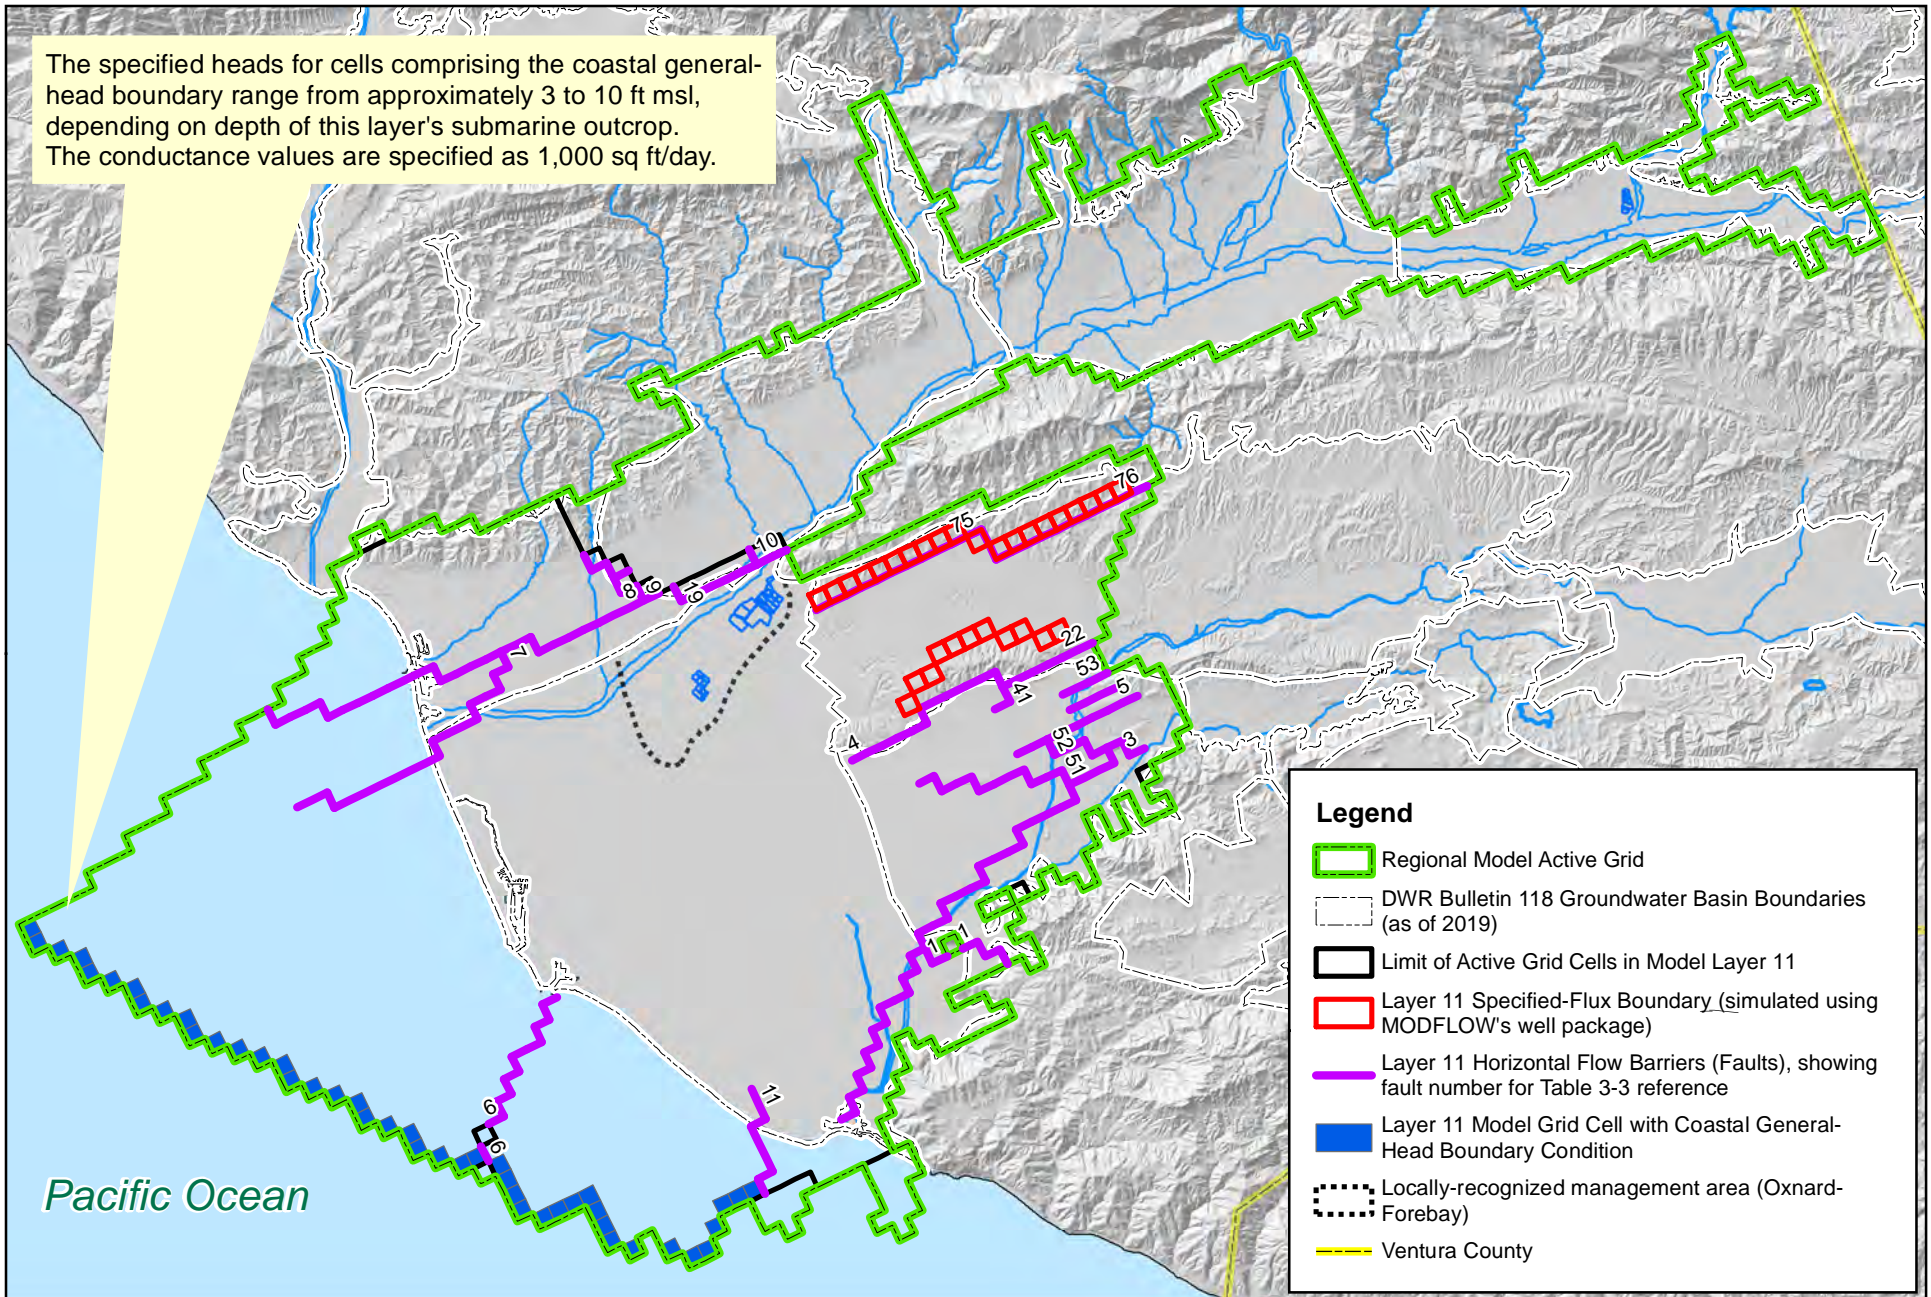 The specified heads for cells comprising the coastal general-
head boundary range from approximately 3 to 10 ft msl,
depending on depth of this layer's submarine outcrop.
The conductance values are specified as 1,000 sq ft/day.
76
75
10
19
9
8
7
22
53
5
41
4
52
51
3
1
1
6
6
11
Pacific Ocean
Legend
Regional Model Active Grid
DWR Bulletin 118 Groundwater Basin Boundaries
(as of 2019)
Limit of Active Grid Cells in Model Layer 11
Layer 11 Specified-Flux Boundary (simulated using
MODFLOW's well package)
Layer 11 Horizontal Flow Barriers (Faults), showing
fault number for Table 3-3 reference
Layer 11 Model Grid Cell with Coastal General-
Head Boundary Condition
Locally-recognized management area (Oxnard-
Forebay)
Ventura County